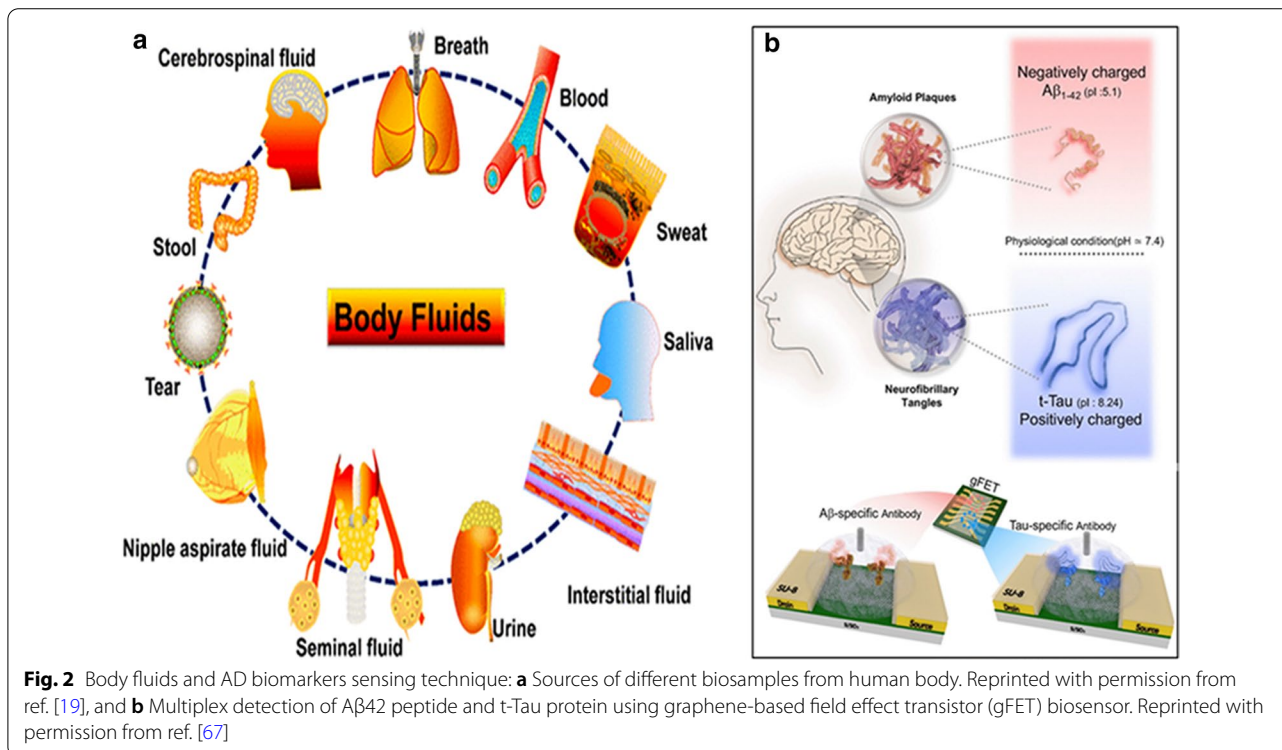 a
Breath
Cerebrospinal fluid
Blood
Sweat
Stool
Body Fluids
Saliva
Tear
Nipple aspirate fluid
Interstitial fluid
Urine
Seminal fluid
b
Negatively charged
Aβ1-42 (pI :5.1)
Amyloid Plaques
Physiological condition(pH ≃ 7.4)
Neurofibrillary
Tangles
t-Tau (pI : 8.24)
Positively charged
gFET
Aβ-specific Antibody
Tau-specific Antibody
SU-8
Drain
Source
SU-8
Drain
Source
Fig. 2 Body fluids and AD biomarkers sensing technique: a Sources of different biosamples from human body. Reprinted with permission from
ref. [19], and b Multiplex detection of Aβ42 peptide and t-Tau protein using graphene-based field effect transistor (gFET) biosensor. Reprinted with
permission from ref. [67]